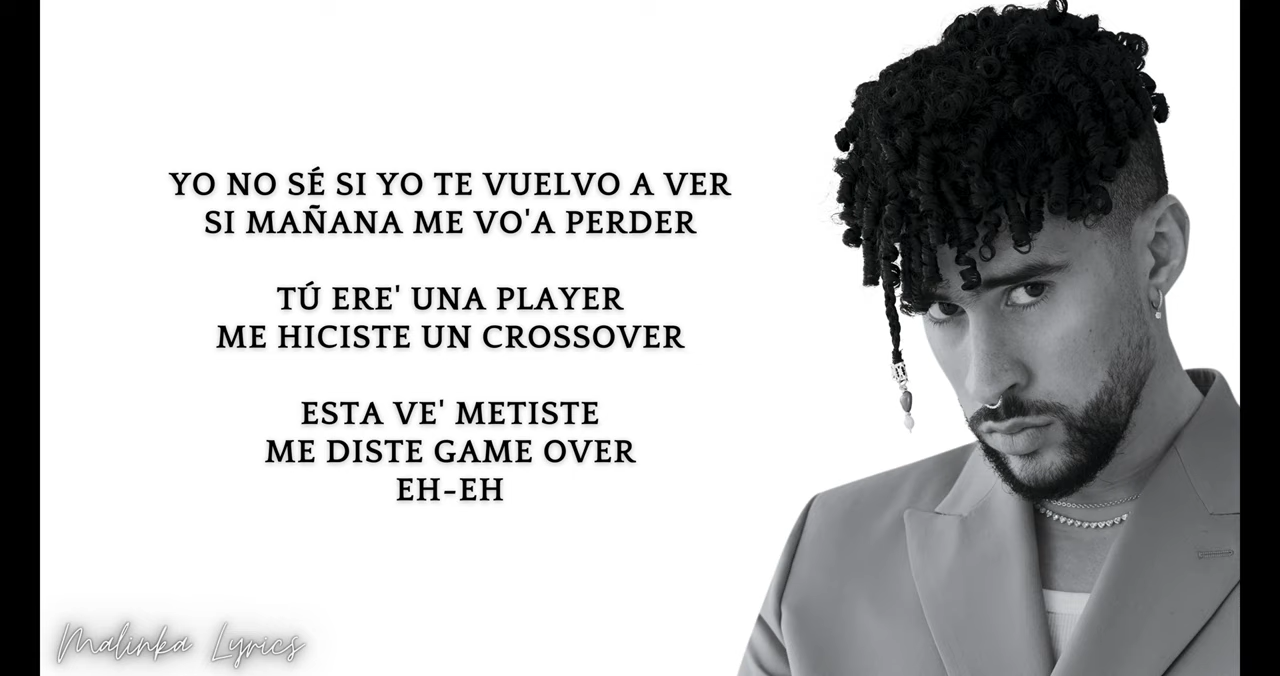 YO NO SÉ SI YO TE VUELVO A VER
SI MAÑANA ME VO'A PERDER
TÚ ERE' UNA PLAYER
ME HICISTE UN CROSSOVER
ESTA VE' METISTE
ME DISTE GAME OVER
EH-EH
Malinka Lyrics